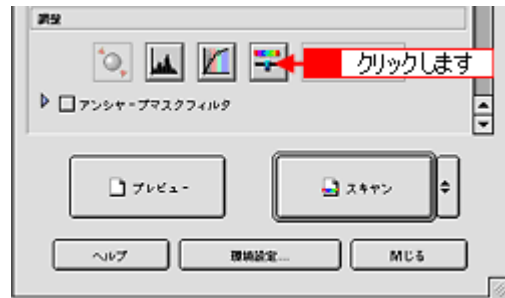 調整
クリックします
アンシャープマスクフィルタ
プレビュー
スキャン
ヘルプ
環境設定...
閉じる